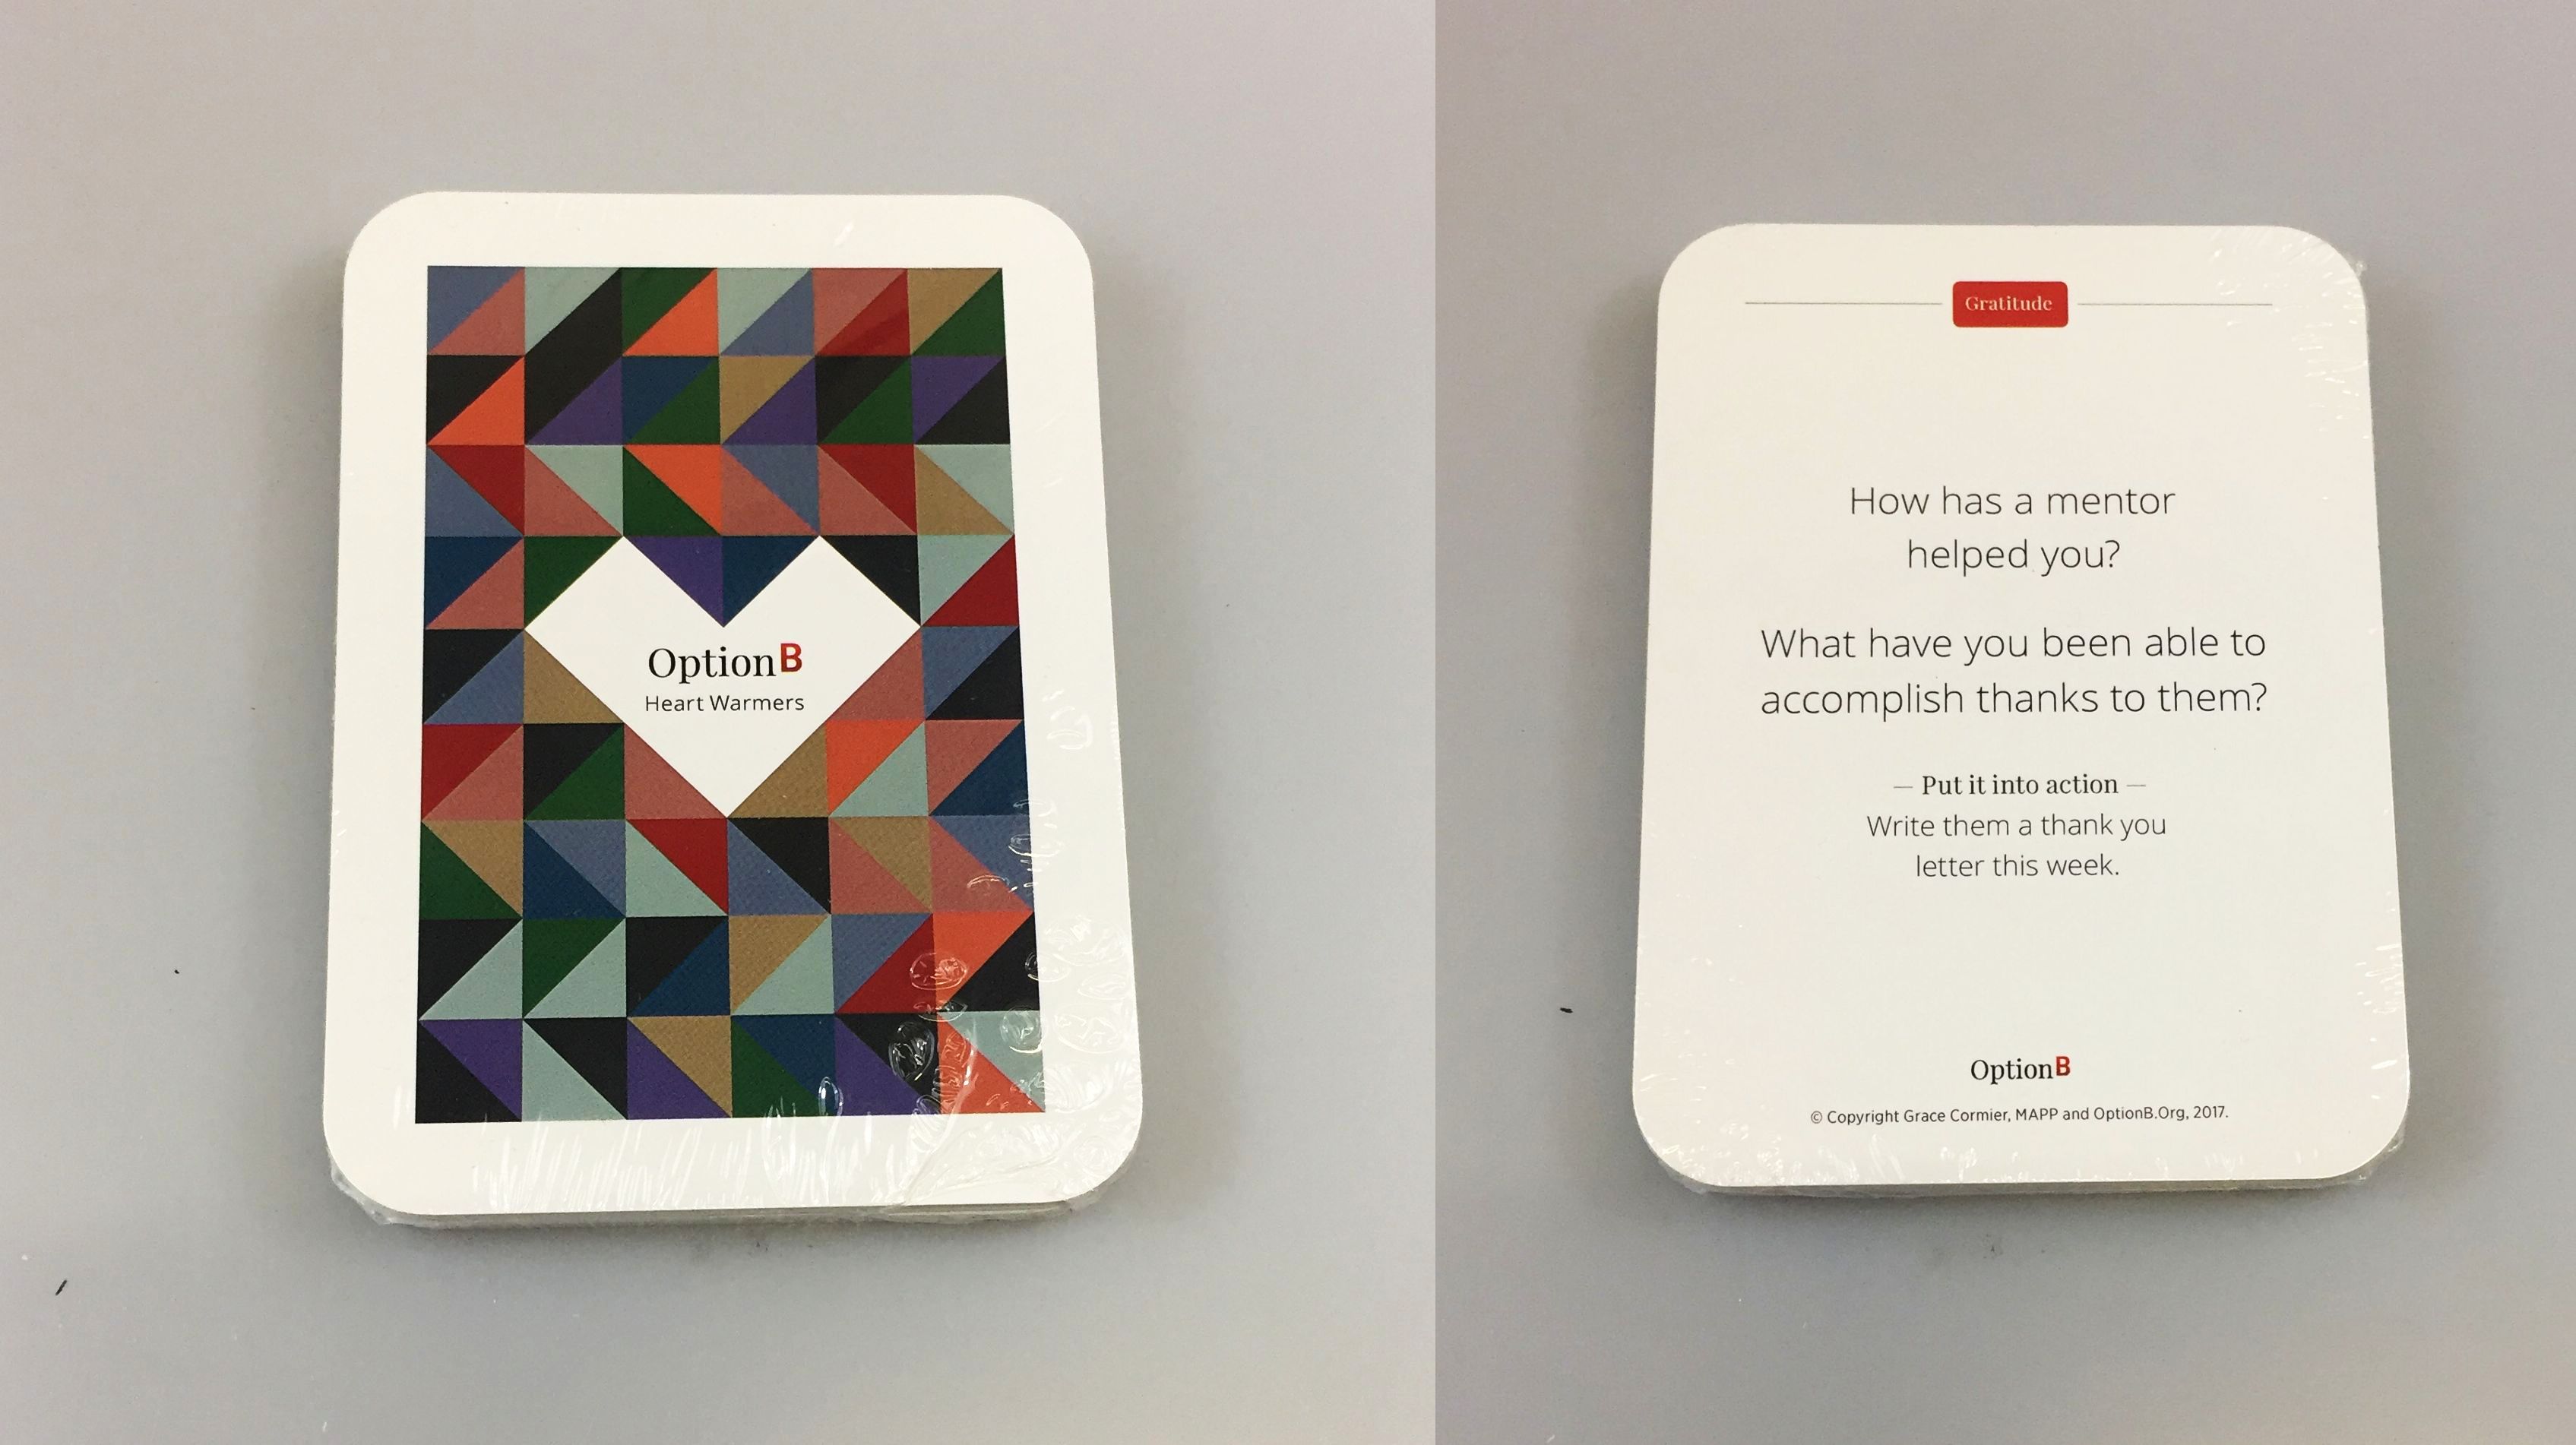 OptionB
Heart Warmers
Gratitude
How has a mentor
helped you?
What have you been able to
accomplish thanks to them?
— Put it into action —
Write them a thank you
letter this week.
OptionB
© Copyright Grace Cormier, MAPP and OptionB.Org, 2017.